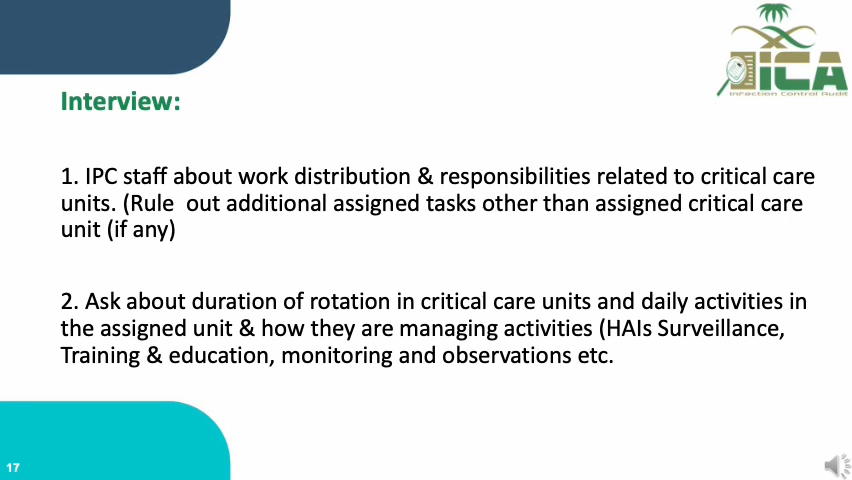 iCA
Infection Control Audit
Interview:
1. IPC staff about work distribution & responsibilities related to critical care
units. (Rule  out additional assigned tasks other than assigned critical care
unit (if any)
2. Ask about duration of rotation in critical care units and daily activities in
the assigned unit & how they are managing activities (HAIs Surveillance,
Training & education, monitoring and observations etc.
17